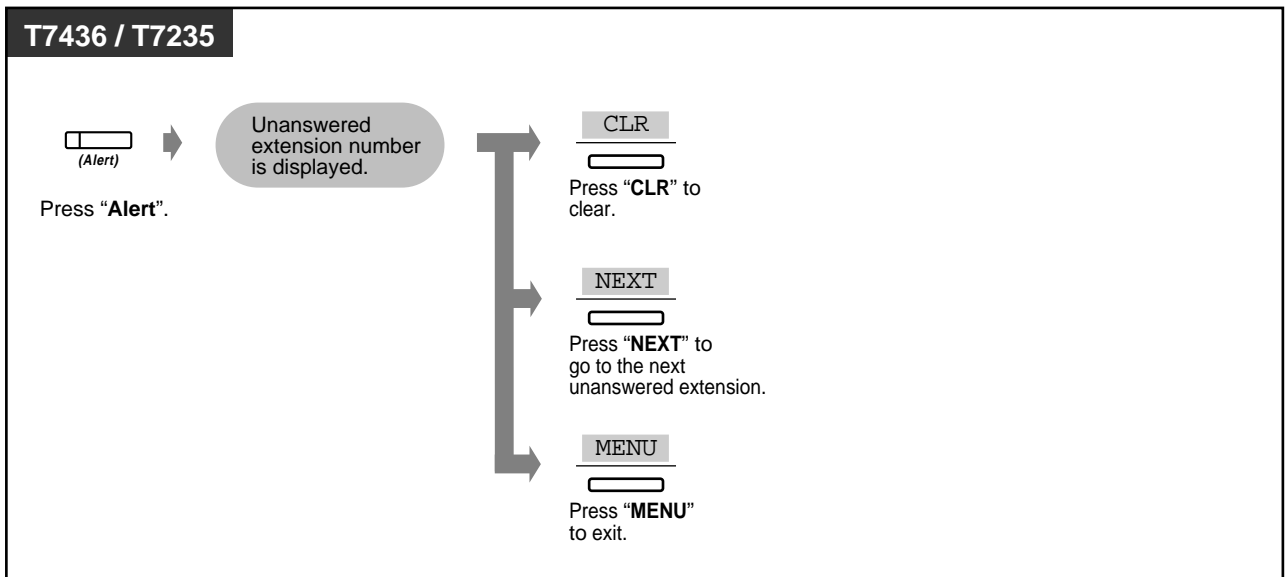 T7436 / T7235
(Alert)
Press “Alert”.
Unanswered
extension number
is displayed.
CLR
Press “CLR” to
clear.
NEXT
Press “NEXT” to
go to the next
unanswered extension.
MENU
Press “MENU”
to exit.